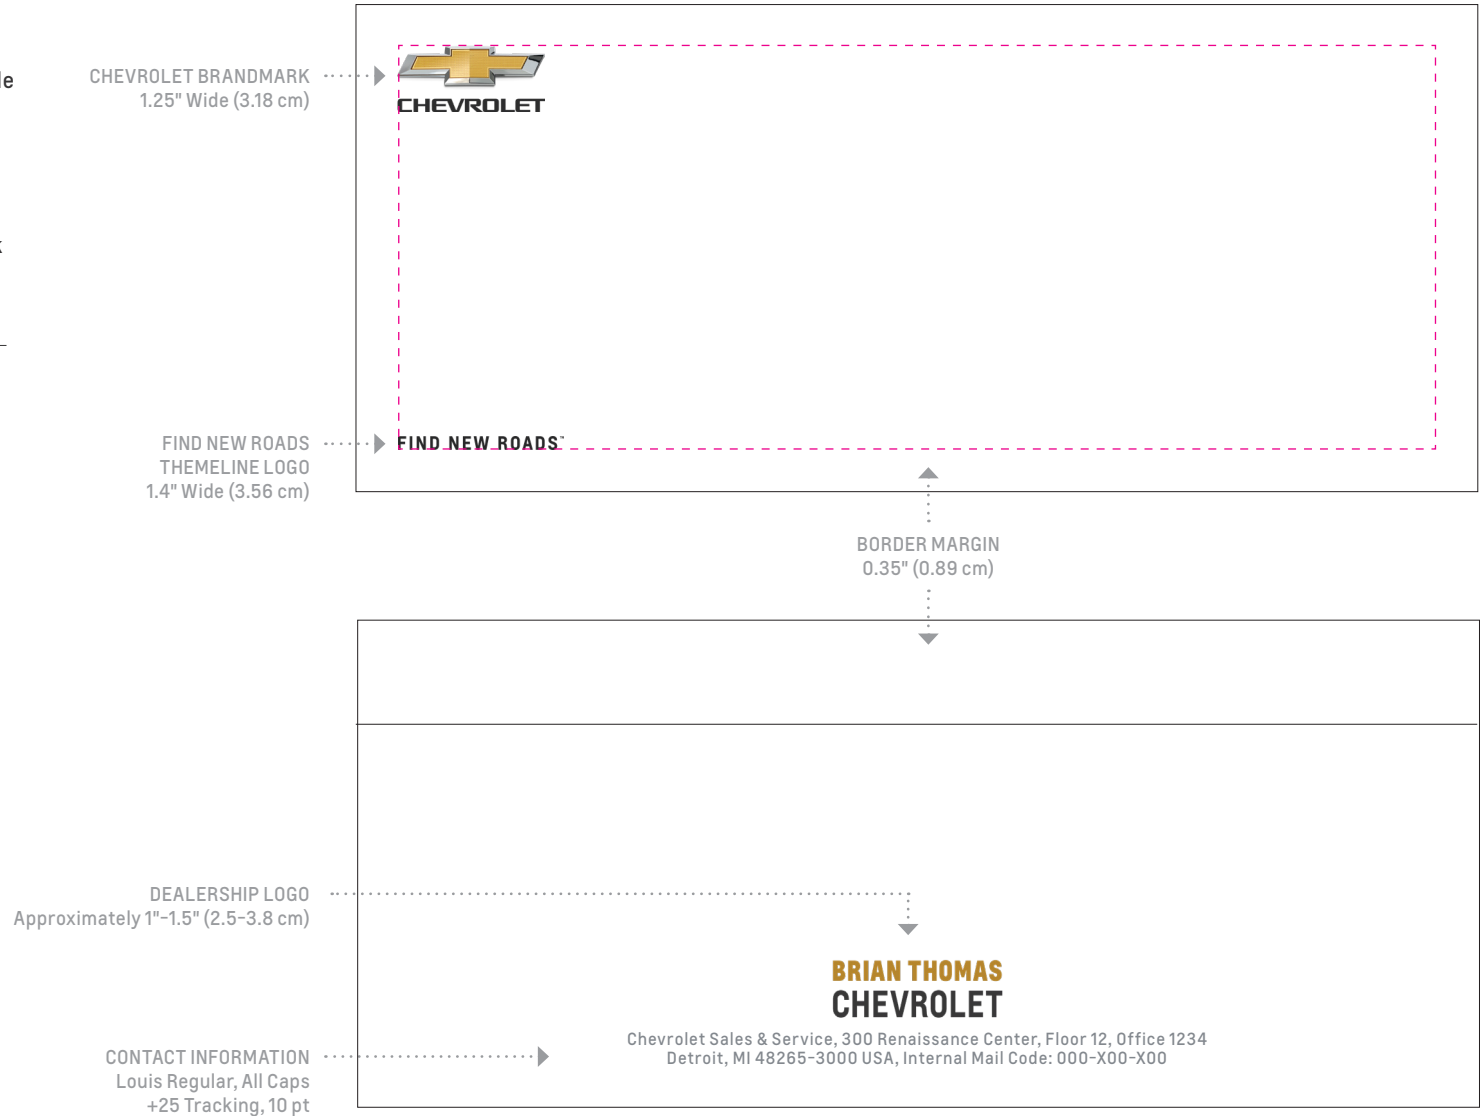 CHEVROLET BRANDMARK
1.25" Wide (3.18 cm)
CHEVROLET
FIND NEW ROADS
THEMELINE LOGO
1.4" Wide (3.56 cm)
FIND NEW ROADS™
BORDER MARGIN
0.35" (0.89 cm)
DEALERSHIP LOGO
Approximately 1"-1.5" (2.5-3.8 cm)
BRIAN THOMAS
CHEVROLET
Chevrolet Sales & Service, 300 Renaissance Center, Floor 12, Office 1234
Detroit, MI 48265-3000 USA, Internal Mail Code: 000-X00-X00
CONTACT INFORMATION
Louis Regular, All Caps
+25 Tracking, 10 pt